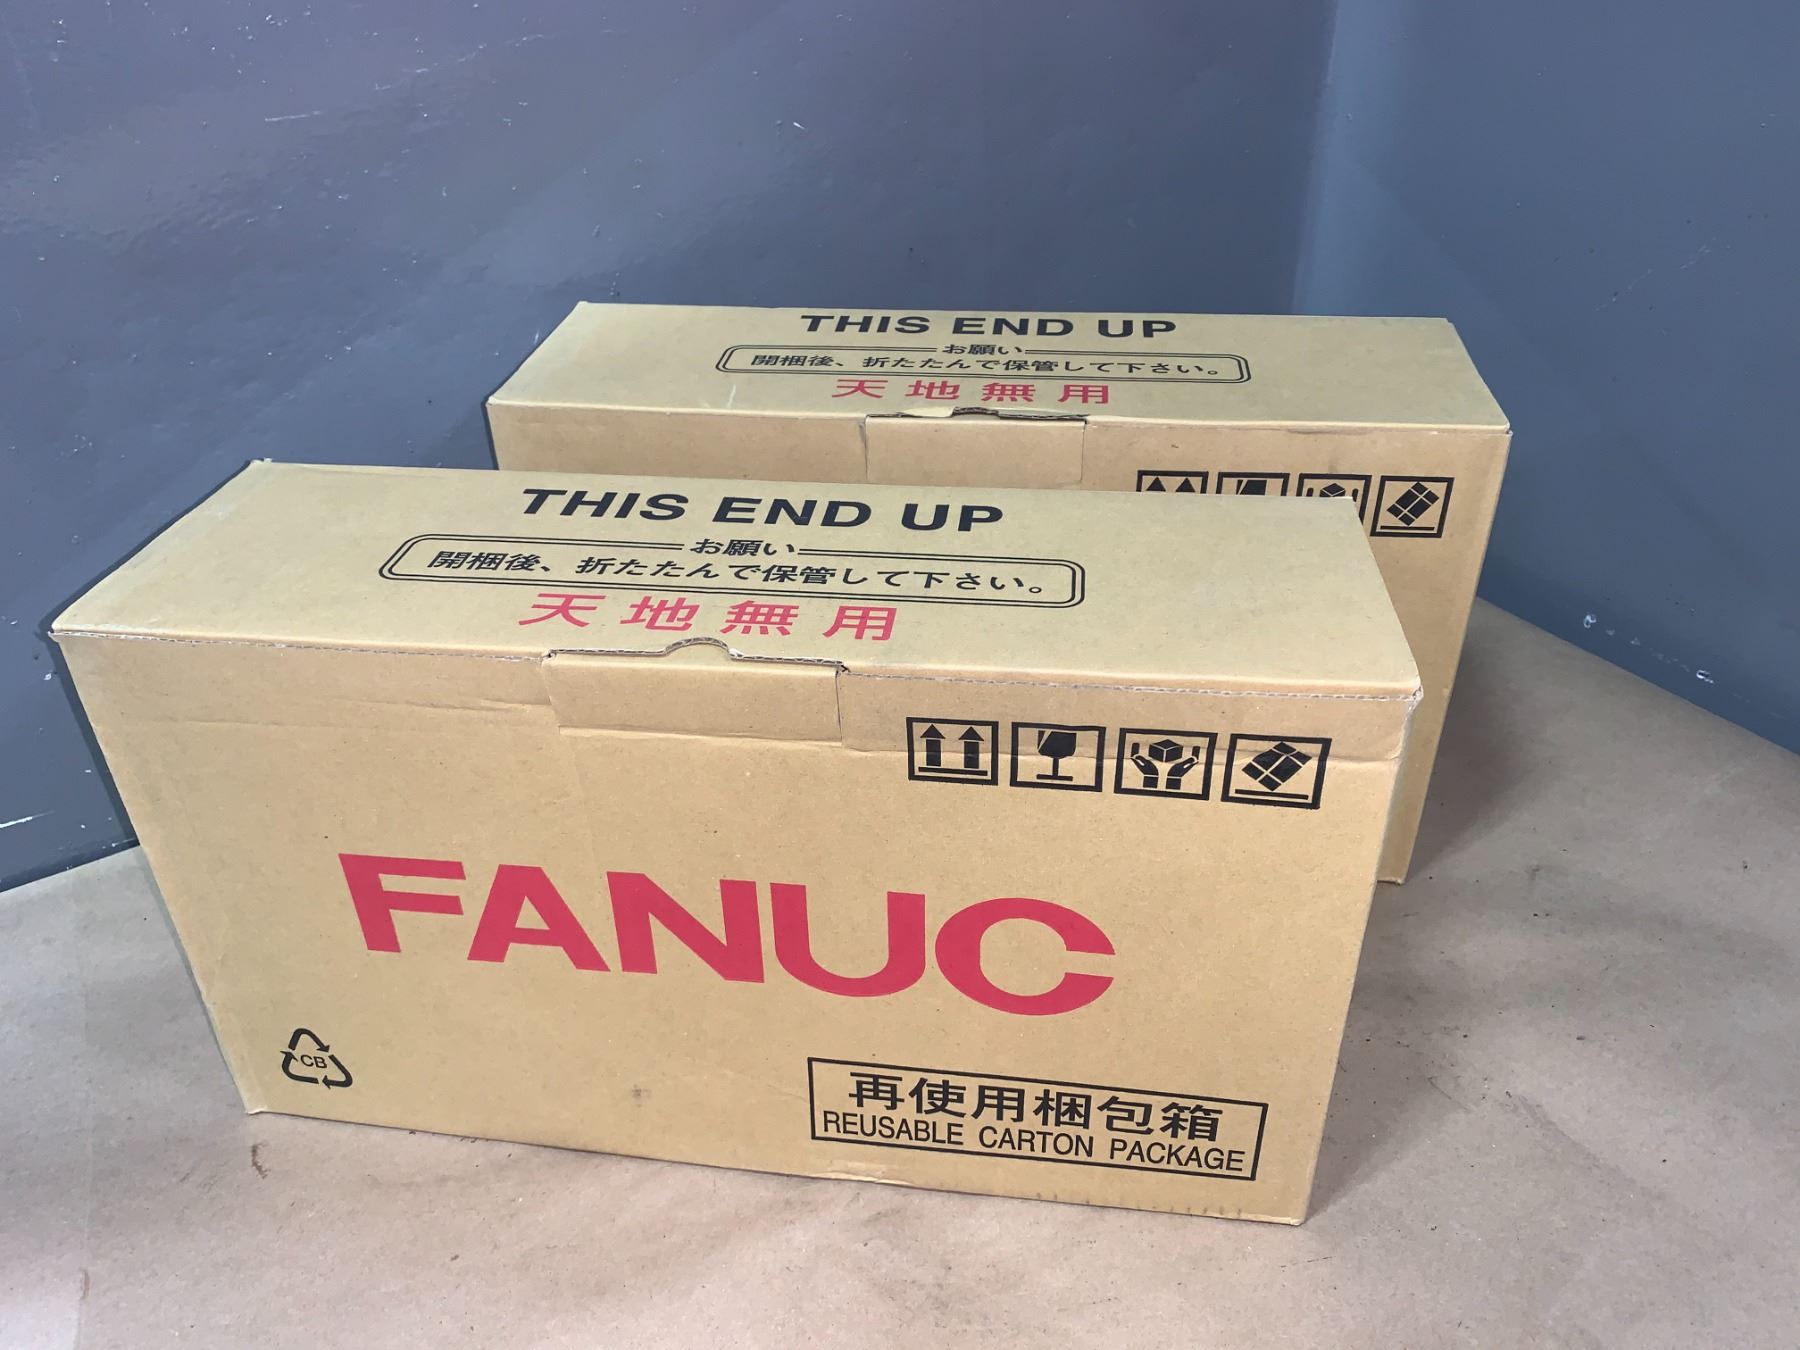 THIS END UP
お願い
開梱後、折たたんで保管して下さい。
天地無用
THIS END UP
お願い
開梱後、折たたんで保管して下さい。
天地無用
FANUC
CB
再使用梱包箱
REUSABLE CARTON PACKAGE